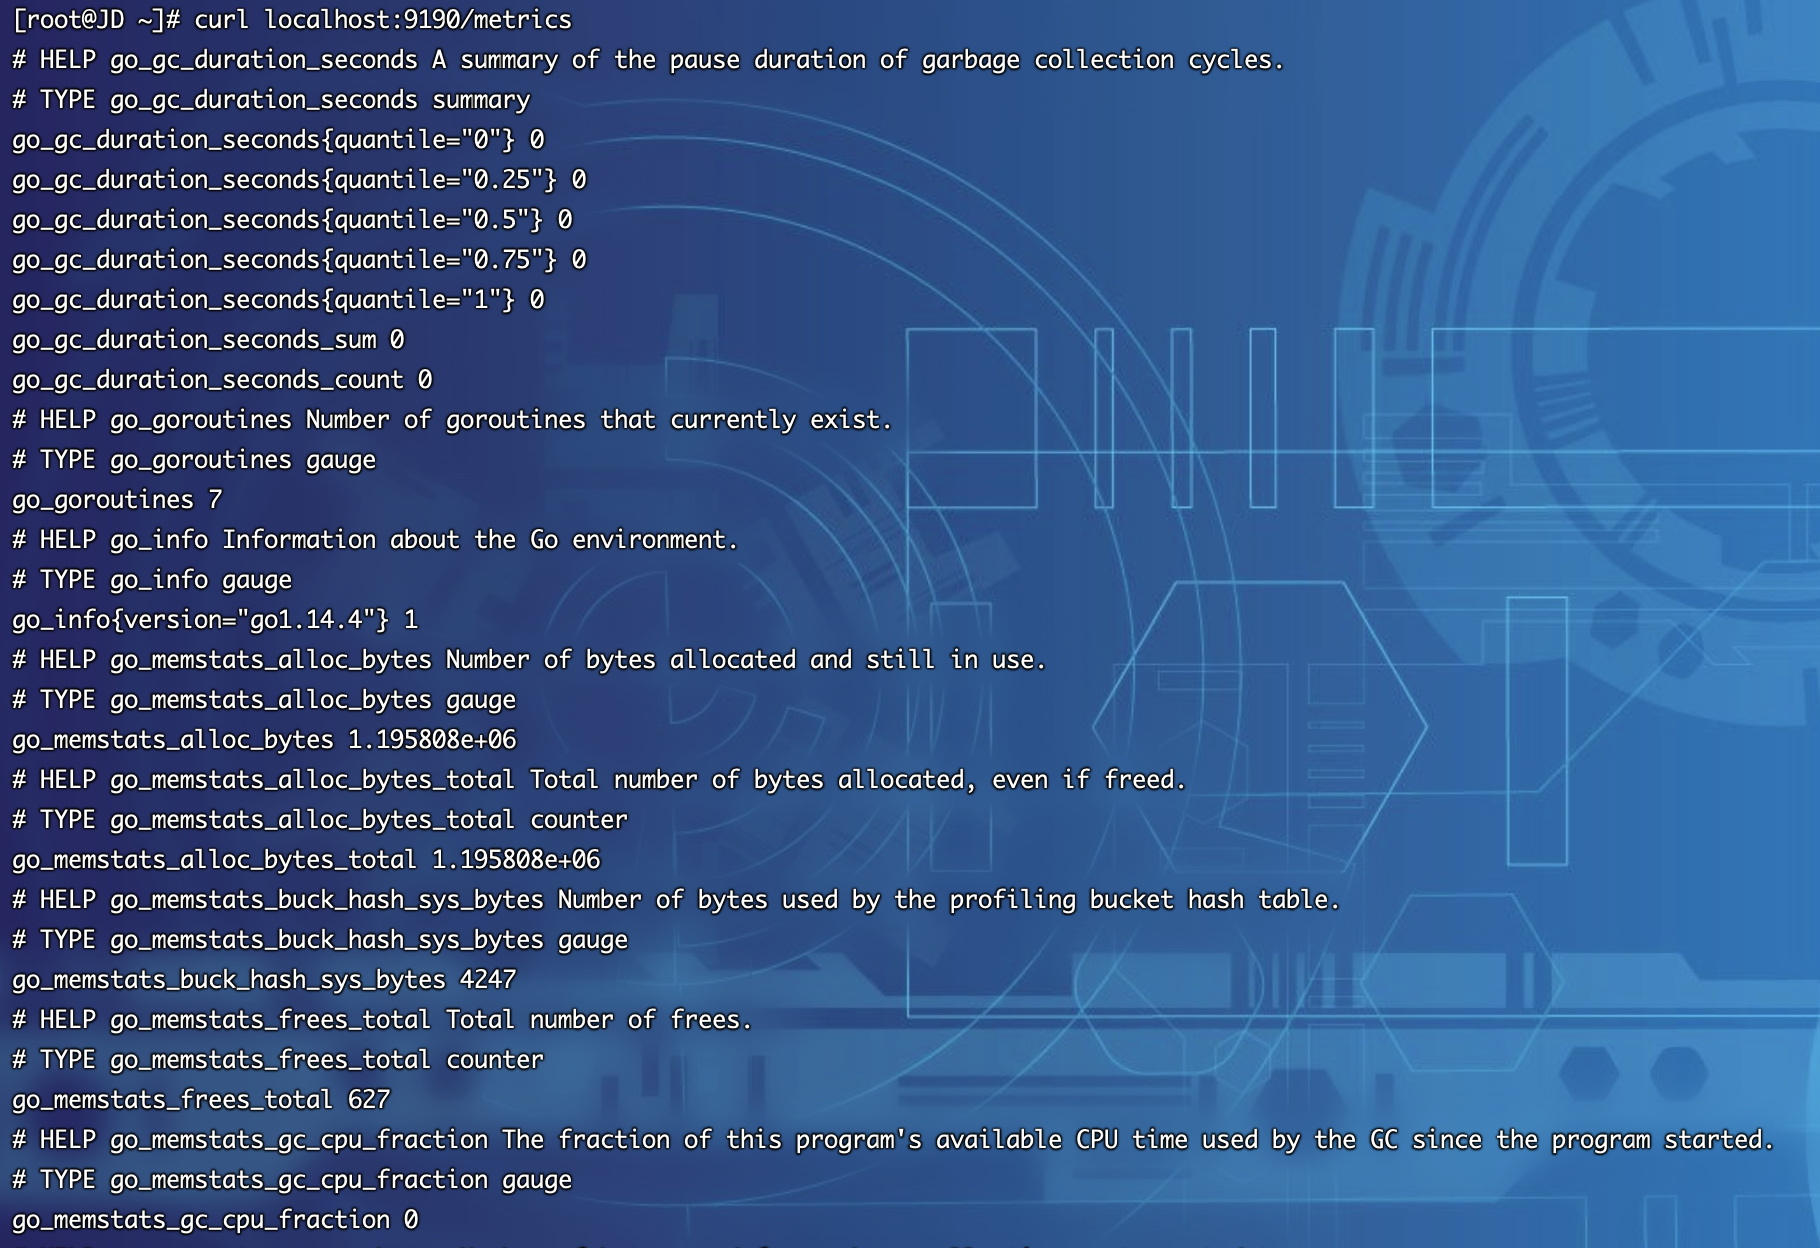 [root@JD ~]# curl localhost:9190/metrics
# HELP go_gc_duration_seconds A summary of the pause duration of garbage collection cycles.
# TYPE go_gc_duration_seconds summary
go_gc_duration_seconds{quantile="0"} 0
go_gc_duration_seconds{quantile="0.25"} 0
go_gc_duration_seconds{quantile="0.5"} 0
go_gc_duration_seconds{quantile="0.75"} 0
go_gc_duration_seconds{quantile="1"} 0
go_gc_duration_seconds_sum 0
go_gc_duration_seconds_count 0
# HELP go_goroutines Number of goroutines that currently exist.
# TYPE go_goroutines gauge
go_goroutines 7
# HELP go_info Information about the Go environment.
# TYPE go_info gauge
go_info{version="go1.14.4"} 1
# HELP go_memstats_alloc_bytes Number of bytes allocated and still in use.
# TYPE go_memstats_alloc_bytes gauge
go_memstats_alloc_bytes 1.195808e+06
# HELP go_memstats_alloc_bytes_total Total number of bytes allocated, even if freed.
# TYPE go_memstats_alloc_bytes_total counter
go_memstats_alloc_bytes_total 1.195808e+06
# HELP go_memstats_buck_hash_sys_bytes Number of bytes used by the profiling bucket hash table.
# TYPE go_memstats_buck_hash_sys_bytes gauge
go_memstats_buck_hash_sys_bytes 4247
# HELP go_memstats_frees_total Total number of frees.
# TYPE go_memstats_frees_total counter
go_memstats_frees_total 627
# HELP go_memstats_gc_cpu_fraction The fraction of this program's available CPU time used by the GC since the program started.
# TYPE go_memstats_gc_cpu_fraction gauge
go_memstats_gc_cpu_fraction 0